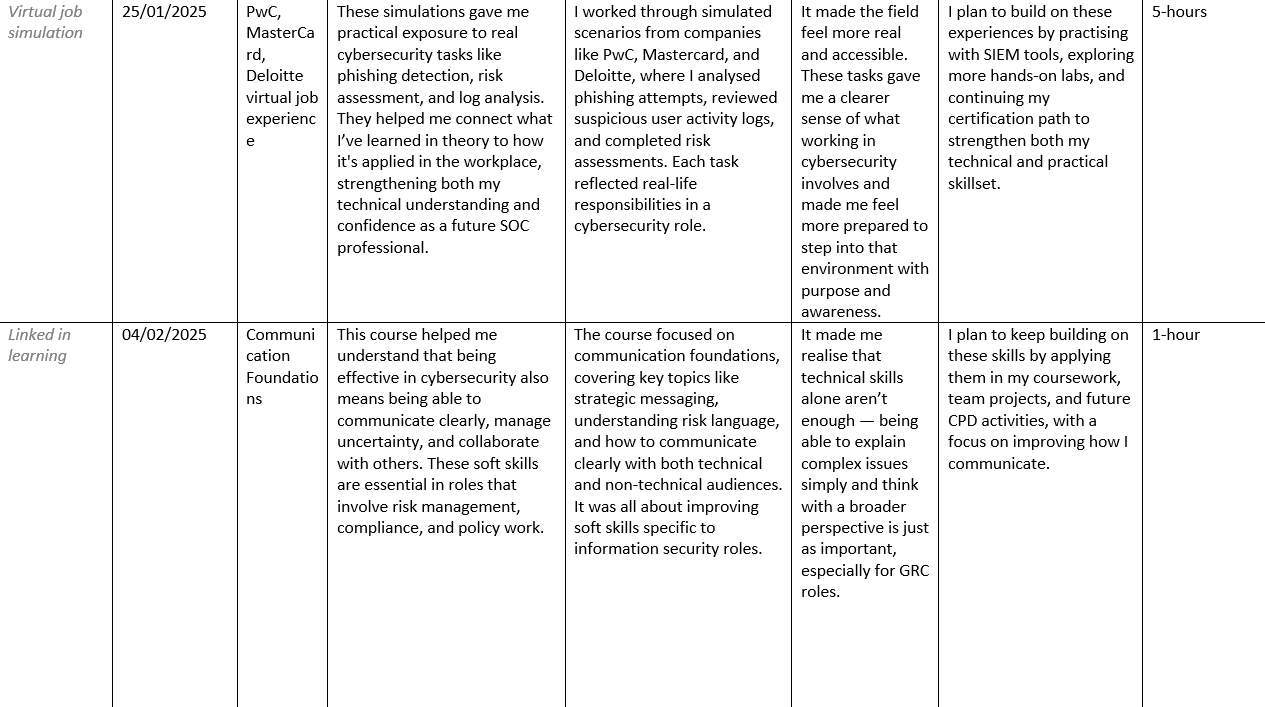 Virtual job
simulation
25/01/2025
PwC,
MasterCa
rd,
Deloitte
virtual job
experienc
e
These simulations gave me
practical exposure to real
cybersecurity tasks like
phishing detection, risk
assessment, and log analysis.
They helped me connect what
I’ve learned in theory to how
it's applied in the workplace,
strengthening both my
technical understanding and
confidence as a future SOC
professional.
I worked through simulated
scenarios from companies
like PwC, Mastercard, and
Deloitte, where I analysed
phishing attempts, reviewed
suspicious user activity logs,
and completed risk
assessments. Each task
reflected real-life
responsibilities in a
cybersecurity role.
It made the field
feel more real
and accessible.
These tasks gave
me a clearer
sense of what
working in
cybersecurity
involves and
made me feel
more prepared to
step into that
environment with
purpose and
awareness.
I plan to build on these
experiences by practising
with SIEM tools, exploring
more hands-on labs, and
continuing my
certification path to
strengthen both my
technical and practical
skillset.
5-hours
Linked in
learning
04/02/2025
Communi
cation
Foundatio
ns
This course helped me
understand that being
effective in cybersecurity also
means being able to
communicate clearly, manage
uncertainty, and collaborate
with others. These soft skills
are essential in roles that
involve risk management,
compliance, and policy work.
The course focused on
communication foundations,
covering key topics like
strategic messaging,
understanding risk language,
and how to communicate
clearly with both technical
and non-technical audiences.
It was all about improving
soft skills specific to
information security roles.
It made me
realise that
technical skills
alone aren’t
enough — being
able to explain
complex issues
simply and think
with a broader
perspective is just
as important,
especially for GRC
roles.
I plan to keep building on
these skills by applying
them in my coursework,
team projects, and future
CPD activities, with a
focus on improving how I
communicate.
1-hour